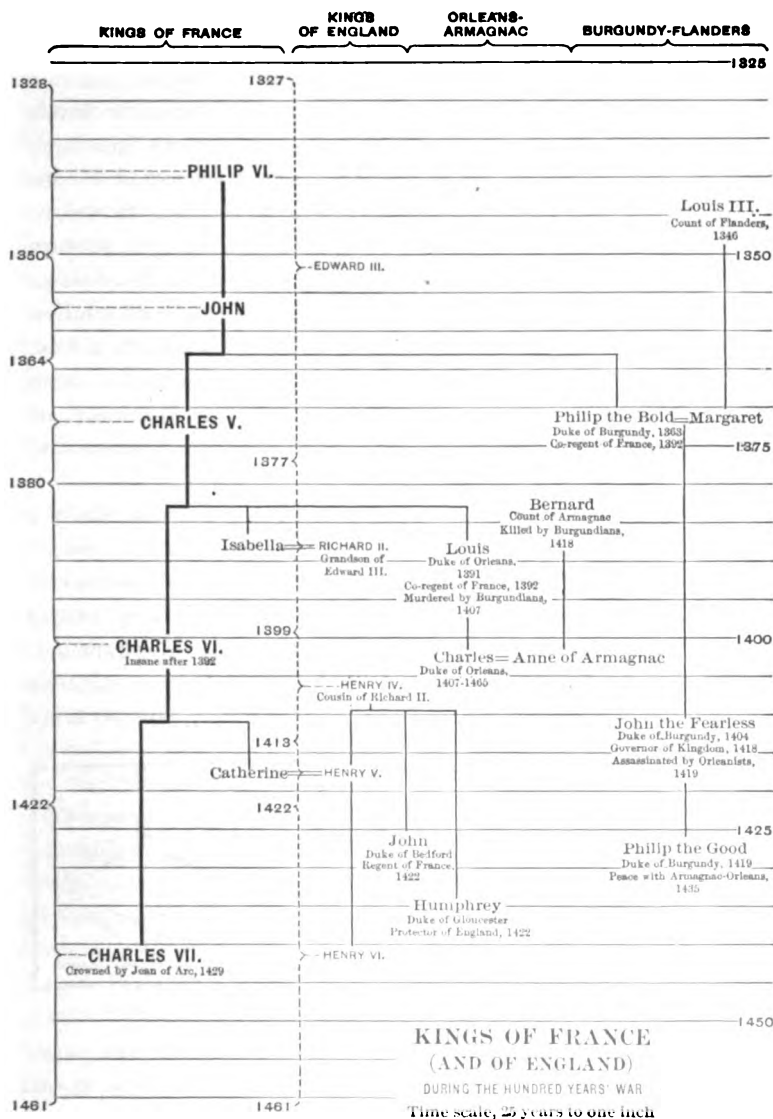 KINGS OF FRANCE
KINGS
OF ENGLAND
ORLEANS-
ARMAGNAC
BURGUNDY-FLANDERS
1325
1328
1327
PHILIP VI.
Louis III.
Count of Flanders,
1346
1350
EDWARD III.
1350
JOHN
1364
CHARLES V.
Philip the Bold=Margaret
Duke of Burgundy, 1363
Co-regent of France, 1392
1375
1377
1380
Bernard
Count of Armagnac
Killed by Burgundians,
1418
Isabella
RICHARD II.
Grandson of
Edward III.
Louis
Duke of Orleans,
1391
Co-regent of France, 1392
Murdered by Burgundians,
1407
1399
1400
CHARLES VI.
Insane after 1392
Charles=Anne of Armagnac
Duke of Orleans,
1407-1465
HENRY IV.
Cousin of Richard II.
John the Fearless
Duke of Burgundy, 1404
Governor of Kingdom, 1418
Assassinated by Orleanists,
1419
1413
Catherine
HENRY V.
1422
1422
1425
John
Duke of Bedford
Regent of France,
1422
Philip the Good
Duke of Burgundy, 1419
Peace with Armagnac-Orleans,
1435
Humphrey
Duke of Gloucester
Protector of England, 1422
CHARLES VII.
Crowned by Jean of Arc, 1429
HENRY VI.
1450
KINGS OF FRANCE
(AND OF ENGLAND)
DURING THE HUNDRED YEARS' WAR
Time scale, 25 years to one inch
1461
1461